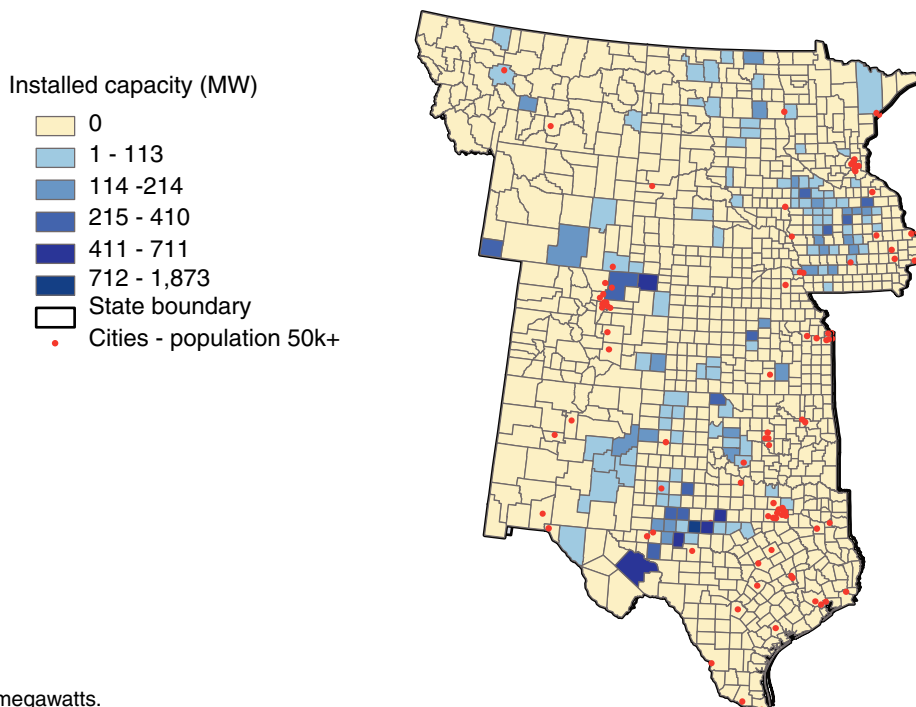 Installed capacity (MW)
0
1 - 113
114 -214
215 - 410
411 - 711
712 - 1,873
State boundary
Cities - population 50k+
megawatts.